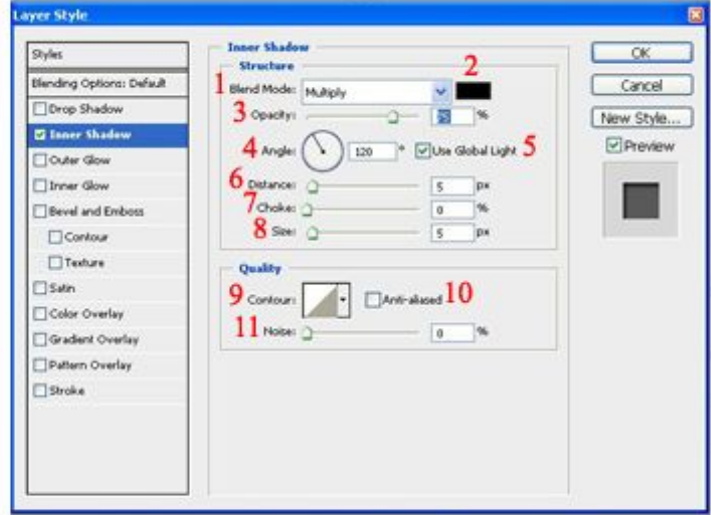 Layer Style
Styles
Blending Options: Default
Drop Shadow
Inner Shadow
Outer Glow
Inner Glow
Bevel and Emboss
Contour
Texture
Satin
Color Overlay
Gradient Overlay
Pattern Overlay
Stroke
Inner Shadow
Structure
1 Blend Mode: Multiply 2
3 Opacity: 75 %
4 Angle: 120 ° Use Global Light 5
6 Distance: 5 px
7 Choke: 0 %
8 Size: 5 px
Quality
9 Contour: Anti-aliased 10
11 Noise: 0 %
OK
Cancel
New Style...
Preview